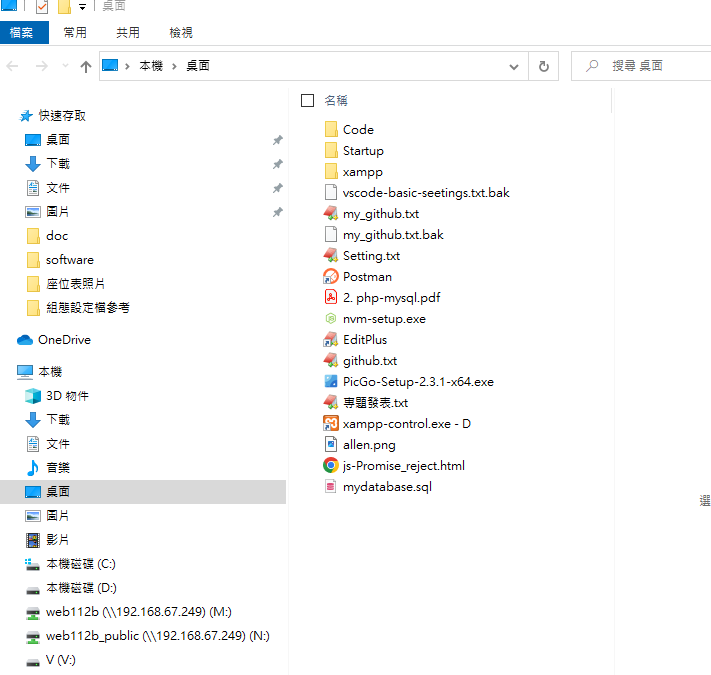 桌面
檔案 常用 共用 檢視
本機 桌面 搜尋 桌面
快速存取
桌面
下載
文件
圖片
doc
software
座位表照片
組態設定檔參考
OneDrive
本機
3D 物件
下載
文件
音樂
桌面
圖片
影片
本機磁碟 (C:)
本機磁碟 (D:)
web112b (\\192.168.67.249) (M:)
web112b_public (\\192.168.67.249) (N:)
V (V:)
名稱
Code
Startup
xampp
vscode-basic-seetings.txt.bak
my_github.txt
my_github.txt.bak
Setting.txt
Postman
2. php-mysql.pdf
nvm-setup.exe
EditPlus
github.txt
PicGo-Setup-2.3.1-x64.exe
專題發表.txt
xampp-control.exe - D
allen.png
js-Promise_reject.html
mydatabase.sql
選